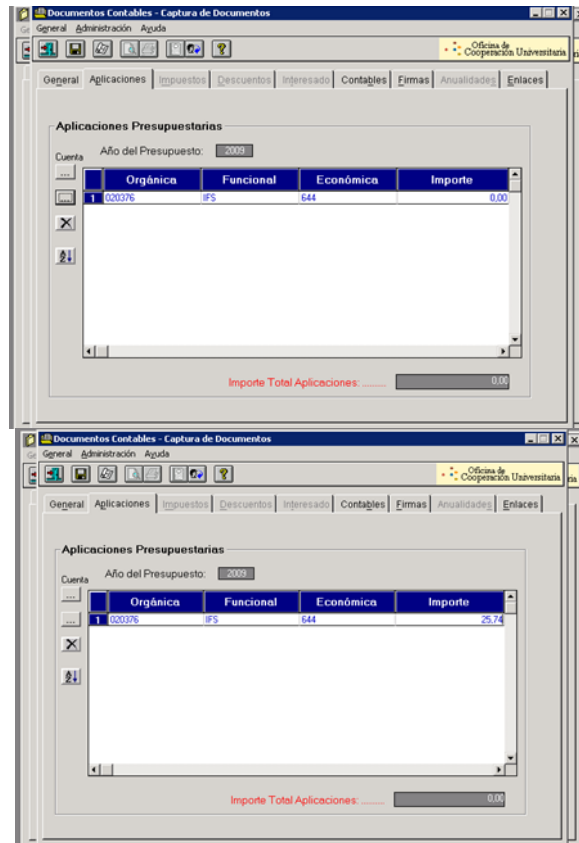 Documentos Contables - Captura de Documentos
General Administración Ayuda
Oficina de
Cooperación Universitaria
General Aplicaciones Impuestos Descuentos Interesado Contables Firmas Anualidades Enlaces
Aplicaciones Presupuestarias
Cuenta
Año del Presupuesto: 2009
Orgánica Funcional Económica Importe
1 020376 IFS 644 0,00
Importe Total Aplicaciones: ......... 0,00
Documentos Contables - Captura de Documentos
General Administración Ayuda
Oficina de
Cooperación Universitaria
General Aplicaciones Impuestos Descuentos Interesado Contables Firmas Anualidades Enlaces
Aplicaciones Presupuestarias
Cuenta
Año del Presupuesto: 2009
Orgánica Funcional Económica Importe
1 020376 IFS 644 25,74
Importe Total Aplicaciones: ......... 0,00